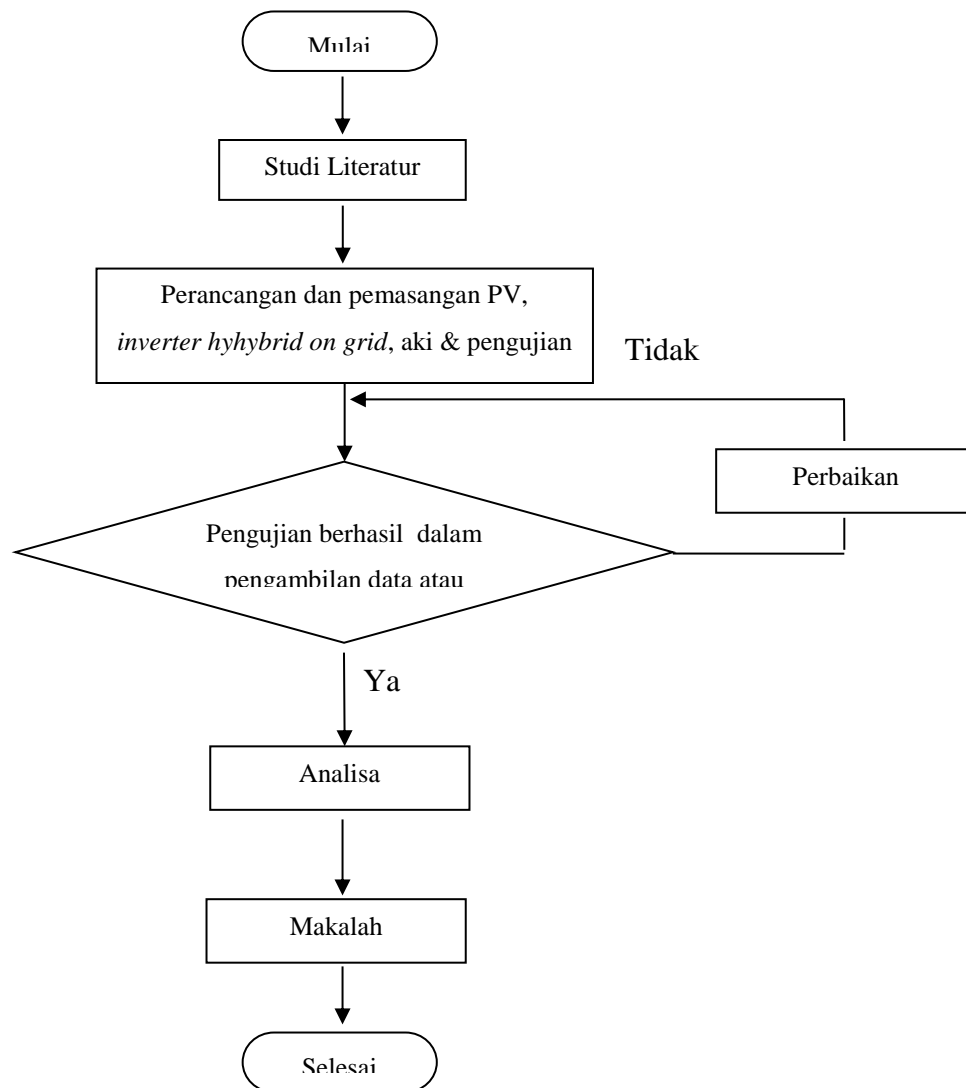 Mulai
Studi Literatur
Perancangan dan pemasangan PV,
inverter hyhybrid on grid, aki & pengujian
Tidak
Perbaikan
Pengujian berhasil dalam
pengambilan data atau
Ya
Analisa
Makalah
Selesai